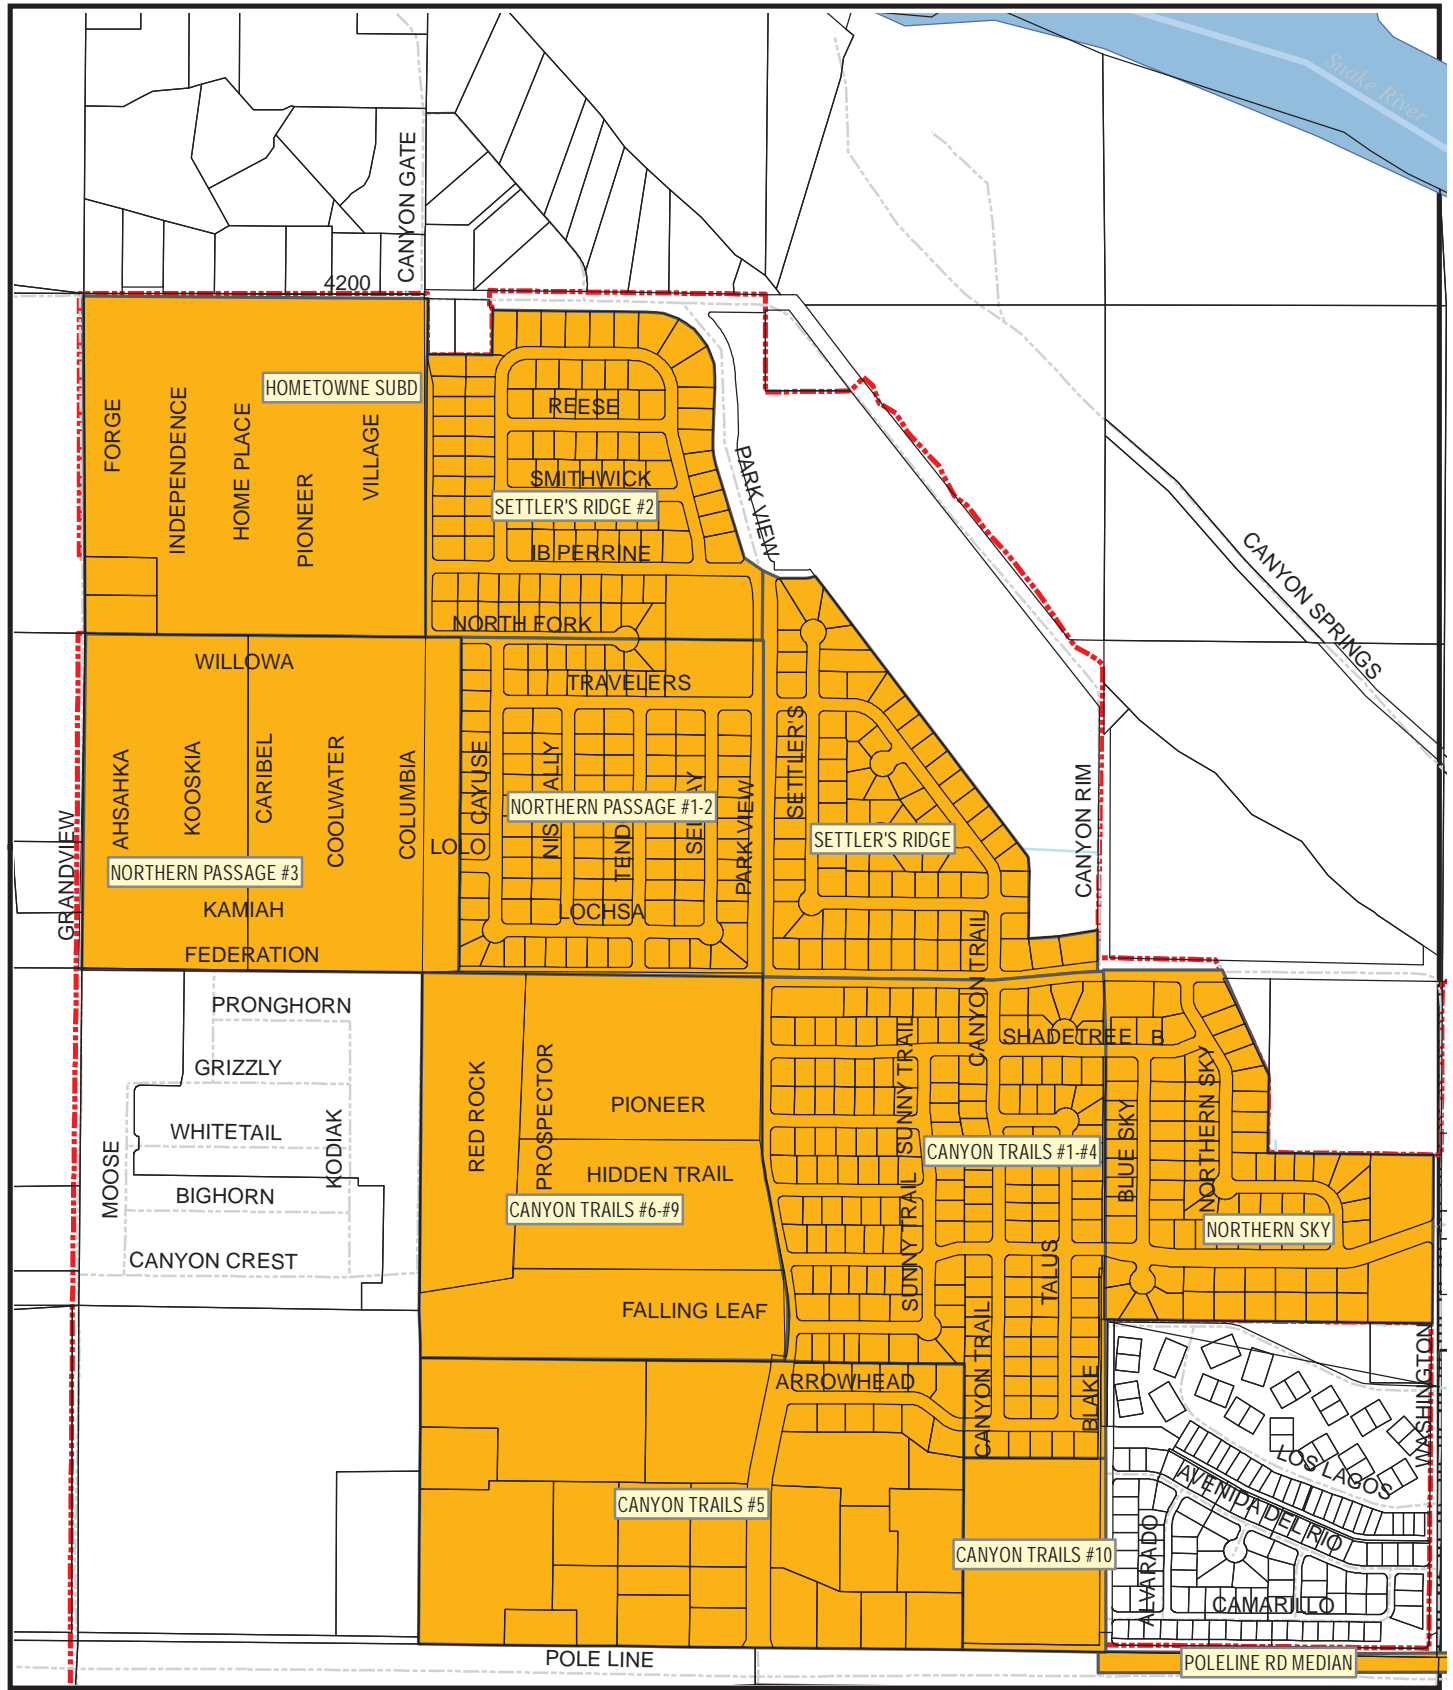 Snake River
CANYON GATE
4200
HOMETOWNE SUBD
FORGE
INDEPENDENCE
HOME PLACE
PIONEER
VILLAGE
REESE
SMITHWICK
SETTLER'S RIDGE #2
IB PERRINE
NORTH FORK
PARK VIEW
CANYON SPRINGS
WILLOWA
TRAVELERS
AHSAHKA
KOOSKIA
CARIBEL
COOLWATER
COLUMBIA
LOLO
CAYUSE
NORTHERN PASSAGE #1-2
PARK VIEW
SETTLER'S
SETTLER'S RIDGE
CANYON RIM
GRANDVIEW
NORTHERN PASSAGE #3
KAMIAH
LOCHSA
FEDERATION
CANYON TRAIL
PRONGHORN
GRIZZLY
WHITETAIL
KODIAK
MOOSE
BIGHORN
CANYON CREST
RED ROCK
PROSPECTOR
PIONEER
HIDDEN TRAIL
CANYON TRAILS #6-#9
FALLING LEAF
SUNNY TRAIL
SHADETREE B
CANYON TRAILS #1-#4
BLUE SKY
NORTHERN SKY
NORTHERN SKY
SUNNY TRAIL
TALUS
ARROWHEAD
CANYON TRAIL
BLAKE
WASHINGTON
LOS LAGOS
AVENIDA DEL RIO
CANYON TRAILS #5
CANYON TRAILS #10
ALVARADO
CAMARILLO
POLE LINE
POLELINE RD MEDIAN